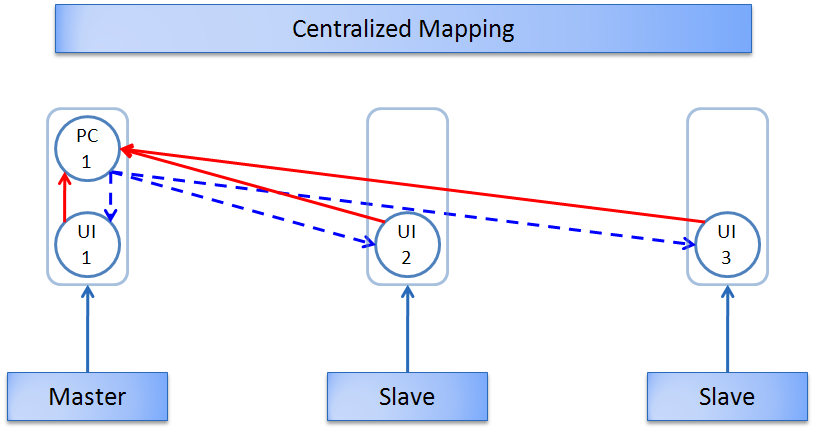 Centralized Mapping
PC
1
UI
1
UI
2
UI
3
Master
Slave
Slave